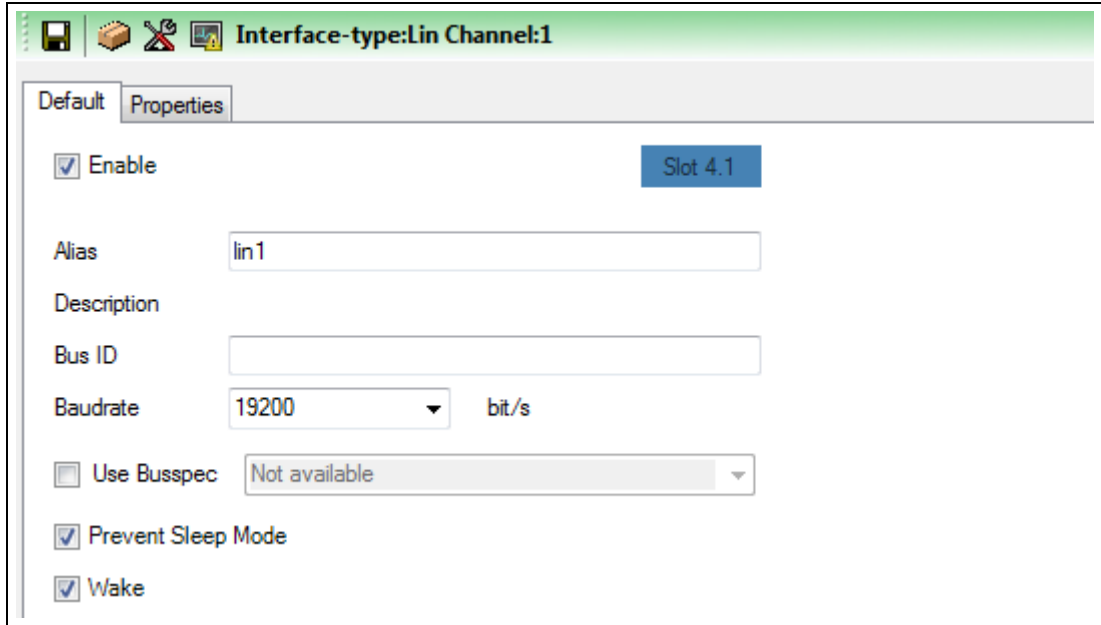 Interface-type:Lin Channel:1
Default Properties
Enable Slot 4.1
Alias lin1
Description
Bus ID
Baudrate 19200 bit/s
Use Busspec Not available
Prevent Sleep Mode
Wake